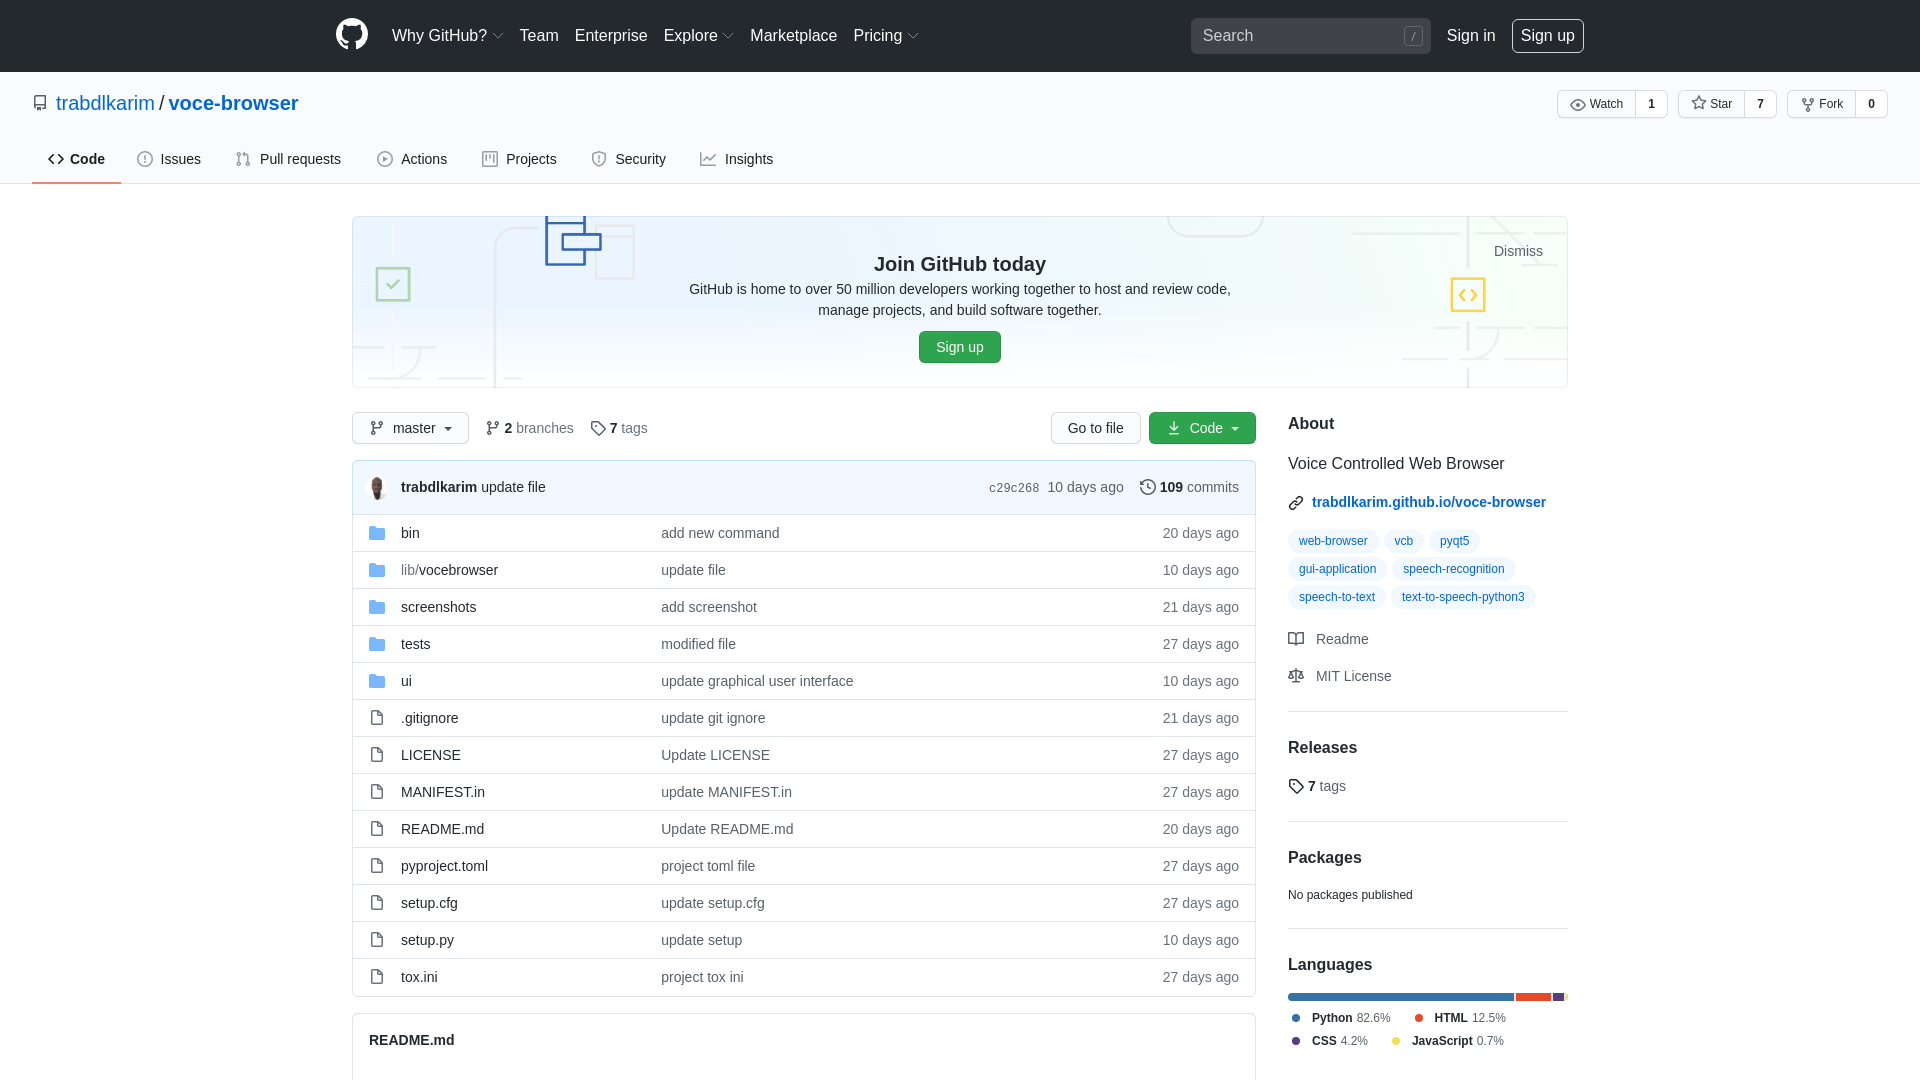 Why GitHub? Team Enterprise Explore Marketplace Pricing Search / Sign in Sign up
trabdlkarim / voce-browser Watch 1 Star 7 Fork 0
Code Issues Pull requests Actions Projects Security Insights
Dismiss
Join GitHub today
GitHub is home to over 50 million developers working together to host and review code,
manage projects, and build software together.
Sign up
master 2 branches 7 tags Go to file Code
trabdlkarim update file c29c268 10 days ago 109 commits
bin add new command 20 days ago
lib/vocebrowser update file 10 days ago
screenshots add screenshot 21 days ago
tests modified file 27 days ago
ui update graphical user interface 10 days ago
.gitignore update git ignore 21 days ago
LICENSE Update LICENSE 27 days ago
MANIFEST.in update MANIFEST.in 27 days ago
README.md Update README.md 20 days ago
pyproject.toml project toml file 27 days ago
setup.cfg update setup.cfg 27 days ago
setup.py update setup 10 days ago
tox.ini project tox ini 27 days ago
README.md
About
Voice Controlled Web Browser
trabdlkarim.github.io/voce-browser
web-browser vcb pyqt5
gui-application speech-recognition
speech-to-text text-to-speech-python3
Readme
MIT License
Releases
7 tags
Packages
No packages published
Languages
Python 82.6% HTML 12.5%
CSS 4.2% JavaScript 0.7%